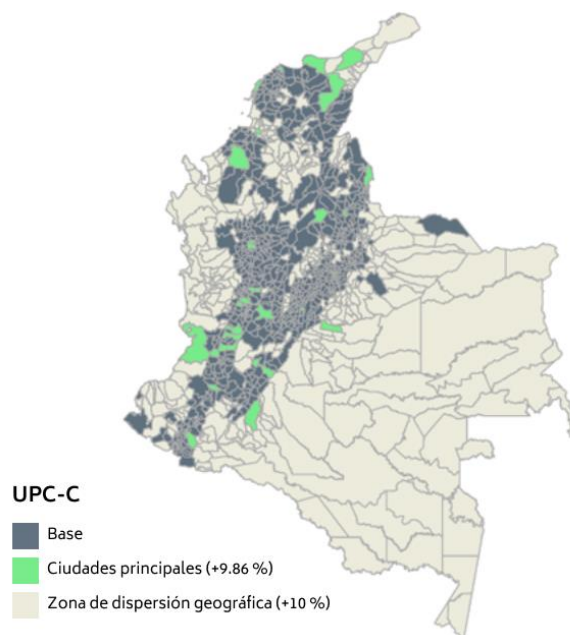 UPC-C
Base
Ciudades principales (+9.86 %)
Zona de dispersión geográfica (+10 %)